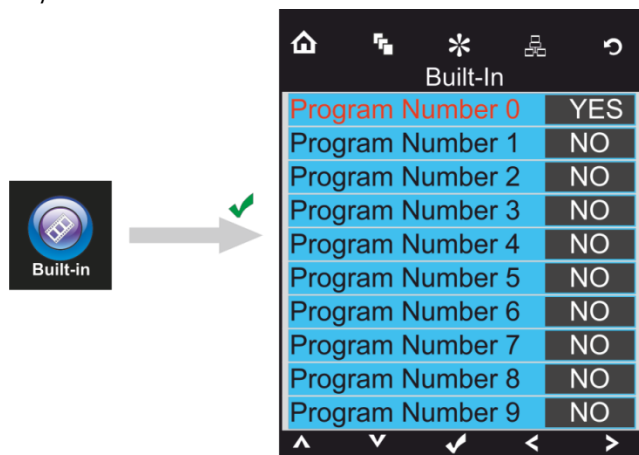 Built-In
Program Number 0 YES
Program Number 1 NO
Program Number 2 NO
Program Number 3 NO
Program Number 4 NO
Program Number 5 NO
Program Number 6 NO
Program Number 7 NO
Program Number 8 NO
Program Number 9 NO
Built-in